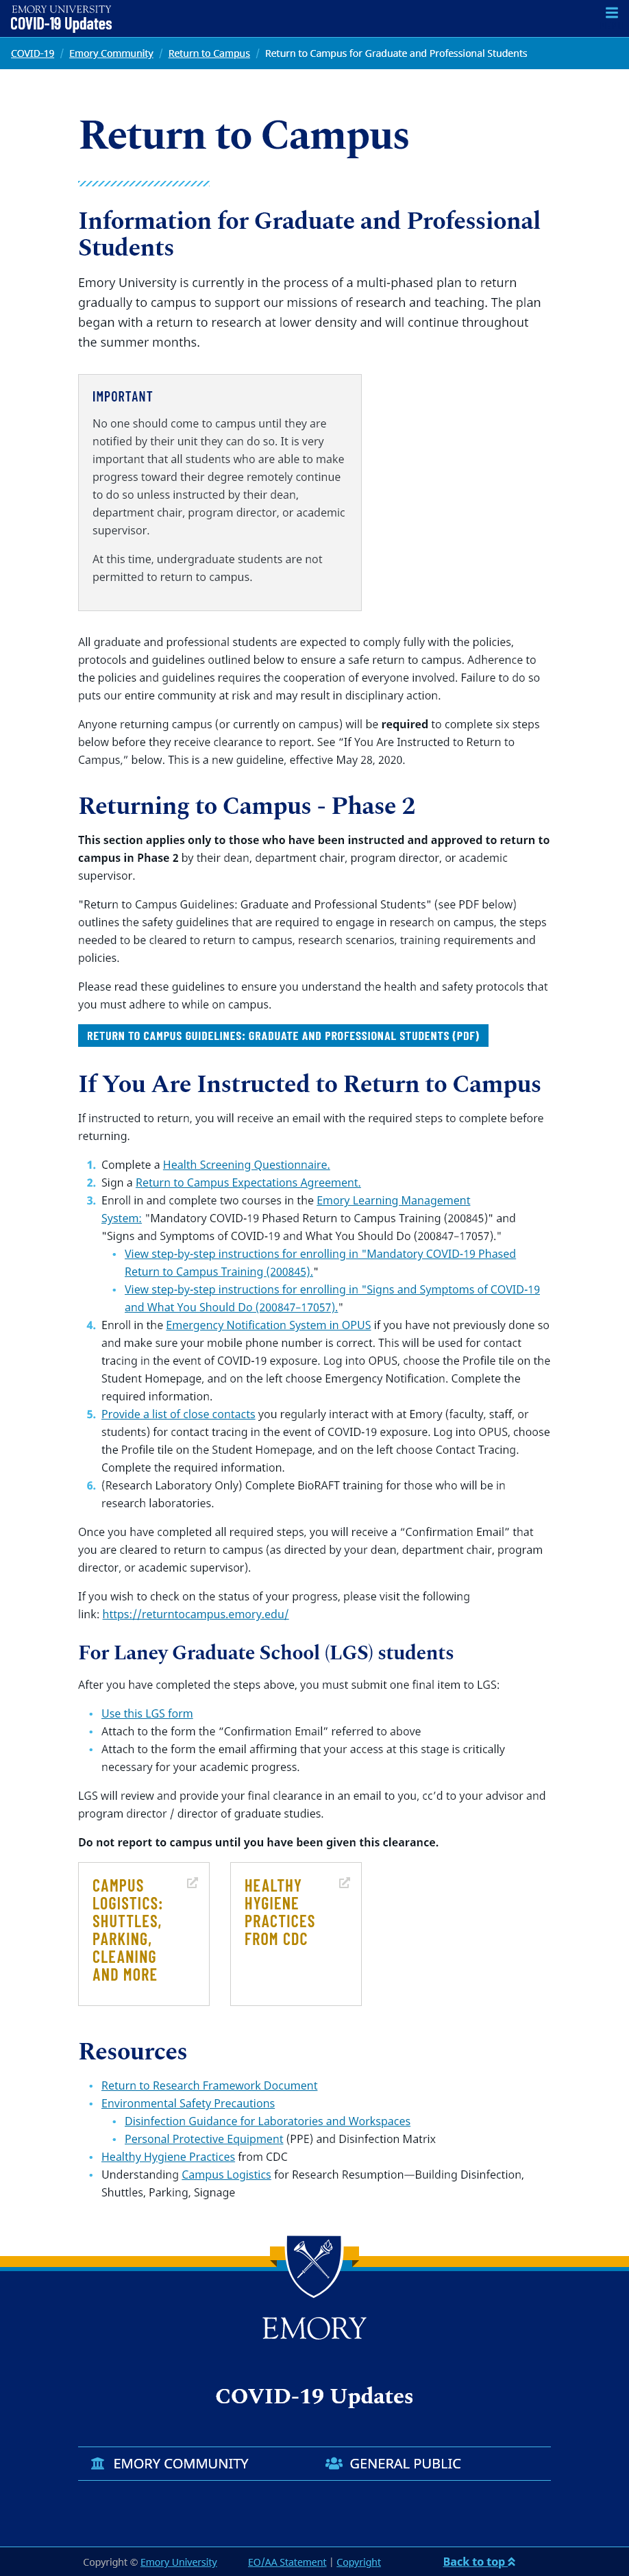 EMORY UNIVERSITY
COVID-19 Updates
COVID-19 / Emory Community / Return to Campus / Return to Campus for Graduate and Professional Students
Return to Campus
Information for Graduate and Professional
Students
Emory University is currently in the process of a multi-phased plan to return
gradually to campus to support our missions of research and teaching. The plan
began with a return to research at lower density and will continue throughout
the summer months.
IMPORTANT
No one should come to campus until they are
notified by their unit they can do so. It is very
important that all students who are able to make
progress toward their degree remotely continue
to do so unless instructed by their dean,
department chair, program director, or academic
supervisor.
At this time, undergraduate students are not
permitted to return to campus.
All graduate and professional students are expected to comply fully with the policies,
protocols and guidelines outlined below to ensure a safe return to campus. Adherence to
the policies and guidelines requires the cooperation of everyone involved. Failure to do so
puts our entire community at risk and may result in disciplinary action.
Anyone returning campus (or currently on campus) will be required to complete six steps
below before they receive clearance to report. See “If You Are Instructed to Return to
Campus,” below. This is a new guideline, effective May 28, 2020.
Returning to Campus - Phase 2
This section applies only to those who have been instructed and approved to return to
campus in Phase 2 by their dean, department chair, program director, or academic
supervisor.
"Return to Campus Guidelines: Graduate and Professional Students" (see PDF below)
outlines the safety guidelines that are required to engage in research on campus, the steps
needed to be cleared to return to campus, research scenarios, training requirements and
policies.
Please read these guidelines to ensure you understand the health and safety protocols that
you must adhere to while on campus.
RETURN TO CAMPUS GUIDELINES: GRADUATE AND PROFESSIONAL STUDENTS (PDF)
If You Are Instructed to Return to Campus
If instructed to return, you will receive an email with the required steps to complete before
returning.
1. Complete a Health Screening Questionnaire.
2. Sign a Return to Campus Expectations Agreement.
3. Enroll in and complete two courses in the Emory Learning Management
System: "Mandatory COVID-19 Phased Return to Campus Training (200845)" and
"Signs and Symptoms of COVID-19 and What You Should Do (200847–17057)."
• View step-by-step instructions for enrolling in "Mandatory COVID-19 Phased
Return to Campus Training (200845)."
• View step-by-step instructions for enrolling in "Signs and Symptoms of COVID-19
and What You Should Do (200847–17057)."
4. Enroll in the Emergency Notification System in OPUS if you have not previously done so
and make sure your mobile phone number is correct. This will be used for contact
tracing in the event of COVID-19 exposure. Log into OPUS, choose the Profile tile on the
Student Homepage, and on the left choose Emergency Notification. Complete the
required information.
5. Provide a list of close contacts you regularly interact with at Emory (faculty, staff, or
students) for contact tracing in the event of COVID-19 exposure. Log into OPUS, choose
the Profile tile on the Student Homepage, and on the left choose Contact Tracing.
Complete the required information.
6. (Research Laboratory Only) Complete BioRAFT training for those who will be in
research laboratories.
Once you have completed all required steps, you will receive a “Confirmation Email” that
you are cleared to return to campus (as directed by your dean, department chair, program
director, or academic supervisor).
If you wish to check on the status of your progress, please visit the following
link: https://returntocampus.emory.edu/
For Laney Graduate School (LGS) students
After you have completed the steps above, you must submit one final item to LGS:
• Use this LGS form
• Attach to the form the “Confirmation Email” referred to above
• Attach to the form the email affirming that your access at this stage is critically
necessary for your academic progress.
LGS will review and provide your final clearance in an email to you, cc’d to your advisor and
program director / director of graduate studies.
Do not report to campus until you have been given this clearance.
CAMPUS
LOGISTICS:
SHUTTLES,
PARKING,
CLEANING
AND MORE
HEALTHY
HYGIENE
PRACTICES
FROM CDC
Resources
• Return to Research Framework Document
• Environmental Safety Precautions
• Disinfection Guidance for Laboratories and Workspaces
• Personal Protective Equipment (PPE) and Disinfection Matrix
• Healthy Hygiene Practices from CDC
• Understanding Campus Logistics for Research Resumption—Building Disinfection,
Shuttles, Parking, Signage
EMORY
COVID-19 Updates
EMORY COMMUNITY
GENERAL PUBLIC
Copyright © Emory University
EO/AA Statement | Copyright
Back to top